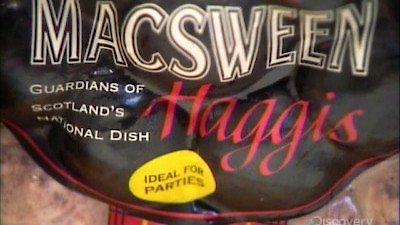 MACSWEEN
GUARDIANS OF
SCOTLAND'S
NATIONAL DISH
Haggis
IDEAL FOR
PARTIES
Discovery